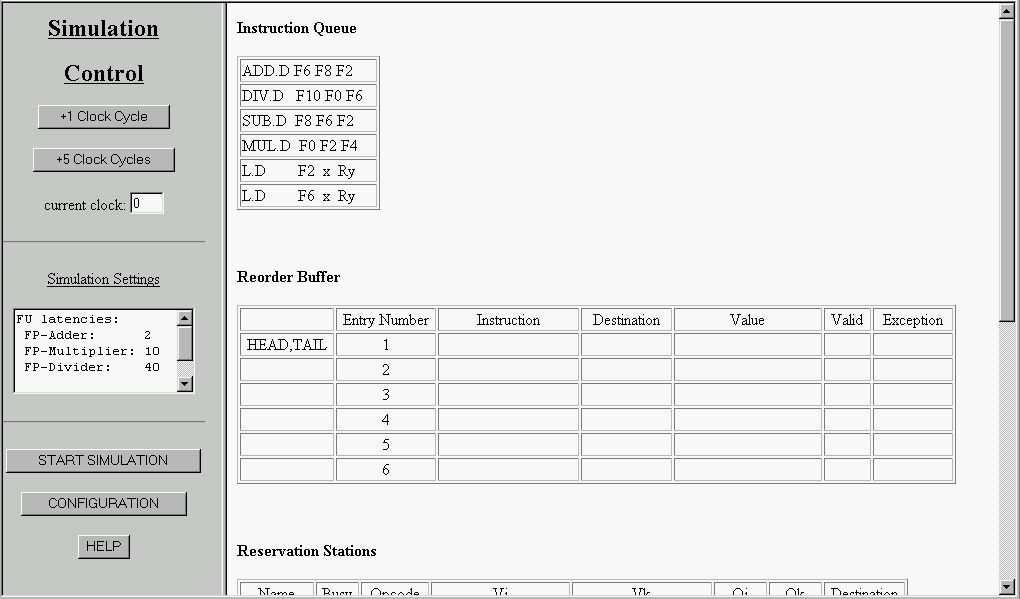 Simulation
Control
+1 Clock Cycle
+5 Clock Cycles
current clock: 0
Simulation Settings
FU latencies:
FP-Adder: 2
FP-Multiplier: 10
FP-Divider: 40
START SIMULATION
CONFIGURATION
HELP
Instruction Queue
ADD.D F6 F8 F2
DIV.D F10 F0 F6
SUB.D F8 F6 F2
MUL.D F0 F2 F4
L.D F2 x Ry
L.D F6 x Ry
Reorder Buffer
Entry Number Instruction Destination Value Valid Exception
HEAD,TAIL 1
2
3
4
5
6
Reservation Stations
Name Busy Opcode Vj Vk Qj Qk Destination